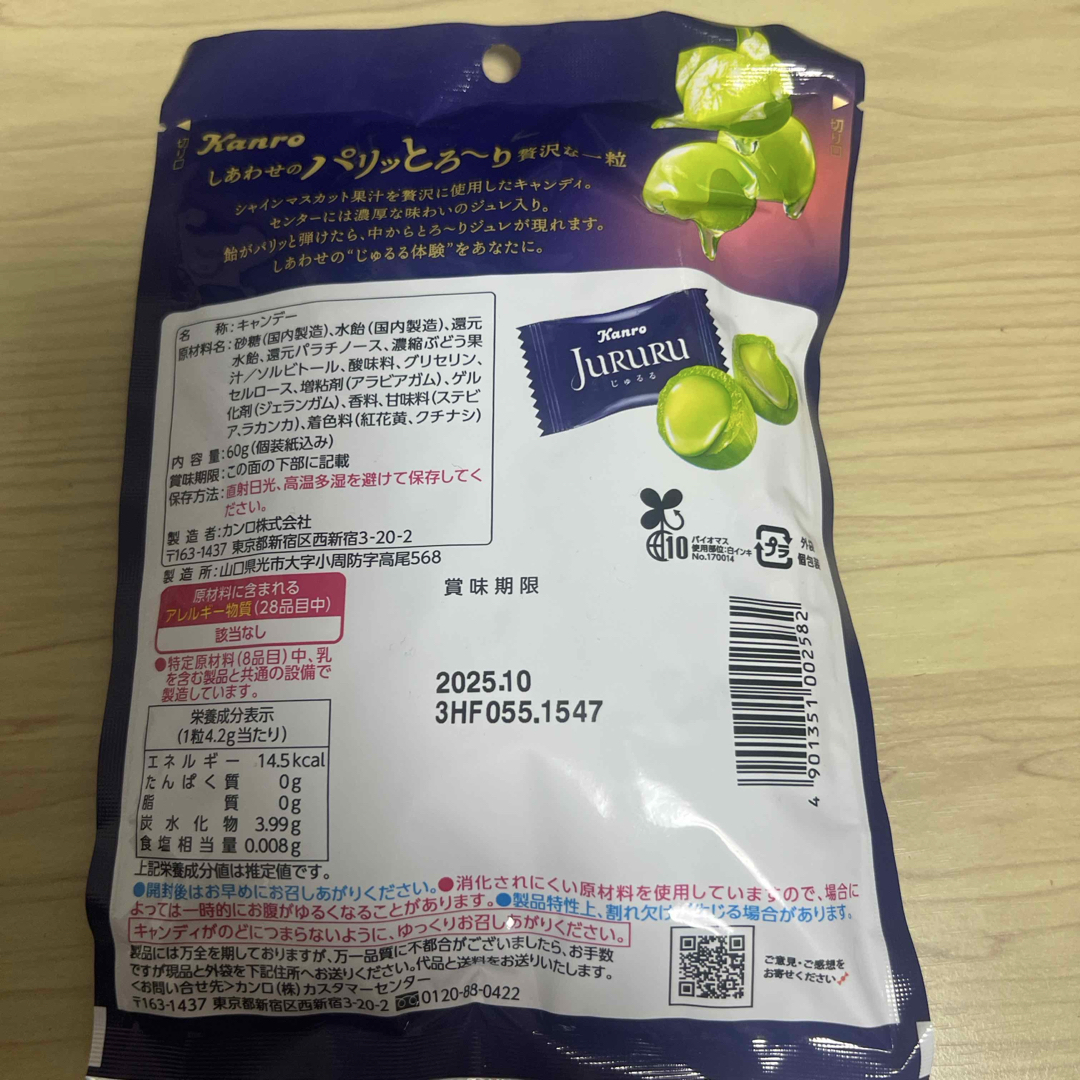 切り口
切り口
Kanro
しあわせのパリッとろ〜り贅沢な一粒
シャインマスカット果汁を贅沢に使用したキャンディ。
センターには濃厚な味わいのジュレ入り。
飴がパリッと弾けたら、中からとろ〜りジュレが現れます。
しあわせの"じゅるる体験"をあなたに。
名称:キャンデー
原材料名:砂糖(国内製造)、水飴(国内製造)、還元
水飴、還元パラチノース、濃縮ぶどう果
汁/ソルビトール、酸味料、グリセリン、
セルロース、増粘剤(アラビアガム)、ゲル
化剤(ジェランガム)、香料、甘味料(ステビ
ア、ラカンカ)、着色料(紅花黄、クチナシ)
内容量:60g(個装紙込み)
賞味期限:この面の下部に記載
保存方法:直射日光、高温多湿を避けて保存してく
ださい。
製造者:カンロ株式会社
〒163-1437 東京都新宿区西新宿3-20-2
製造所:山口県光市大字小周防字高尾568
Kanro
JURURU
じゅるる
10
バイオマス
使用部位:白インキ
No.170014
プラ
外袋
個包装
原材料に含まれる
アレルギー物質(28品目中)
該当なし
●特定原材料(8品目)中、乳
を含む製品と共通の設備で
製造しています。
賞味期限
2025.10
3HF055.1547
4 901351 002582
栄養成分表示
(1粒4.2g当たり)
エネルギー 14.5kcal
たんぱく質 0g
脂質 0g
炭水化物 3.99g
食塩相当量 0.008g
上記栄養成分値は推定値です。
●開封後はお早めにお召しあがりください。●消化されにくい原材料を使用していますので、場合に
よっては一時的にお腹がゆるくなることがあります。●製品特性上、割れ欠けが生じる場合があります。
キャンディがのどにつまらないように、ゆっくりお召しあがりください。
製品には万全を期しておりますが、万一品質に不都合がございましたら、お手数
ですが現品と外袋を下記住所へお送りください。代品と送料をお送りいたします。
<お問い合せ先>カンロ(株)カスタマーセンター
〒163-1437 東京都新宿区西新宿3-20-2 0120-88-0422
ご意見・ご感想を
お寄せください